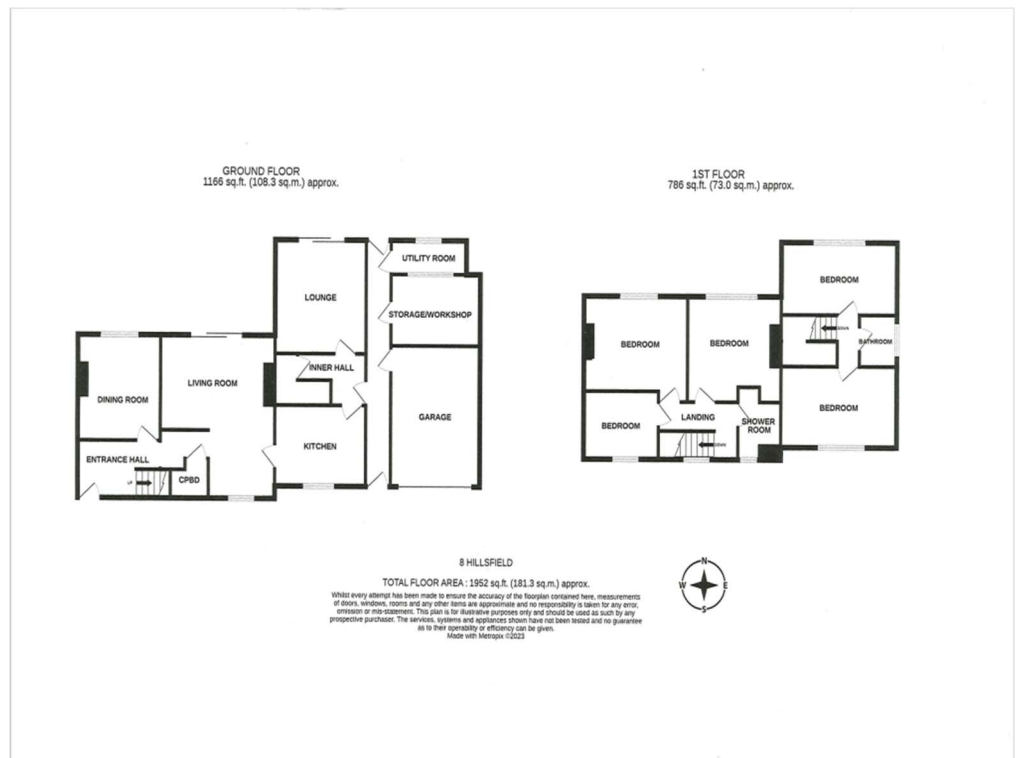 GROUND FLOOR
1166 sq.ft. (108.3 sq.m.) approx.
1ST FLOOR
786 sq.ft. (73.0 sq.m.) approx.
UTILITY ROOM
LOUNGE
STORAGE/WORKSHOP
INNER HALL
LIVING ROOM
DINING ROOM
GARAGE
KITCHEN
ENTRANCE HALL
CPBD
UP
BEDROOM
DOWN
BATHROOM
BEDROOM
BEDROOM
BEDROOM
LANDING
SHOWER
ROOM
BEDROOM
DOWN
8 HILLSFIELD
TOTAL FLOOR AREA : 1952 sq.ft. (181.3 sq.m.) approx.
Whilst every attempt has been made to ensure the accuracy of the floorplan contained here, measurements
of doors, windows, rooms and any other items are approximate and no responsibility is taken for any error,
omission or mis-statement. This plan is for illustrative purposes only and should be used as such by any
prospective purchaser. The services, systems and appliances shown have not been tested and no guarantee
as to their operability or efficiency can be given.
Made with Metropix ©2023
N
W
E
S